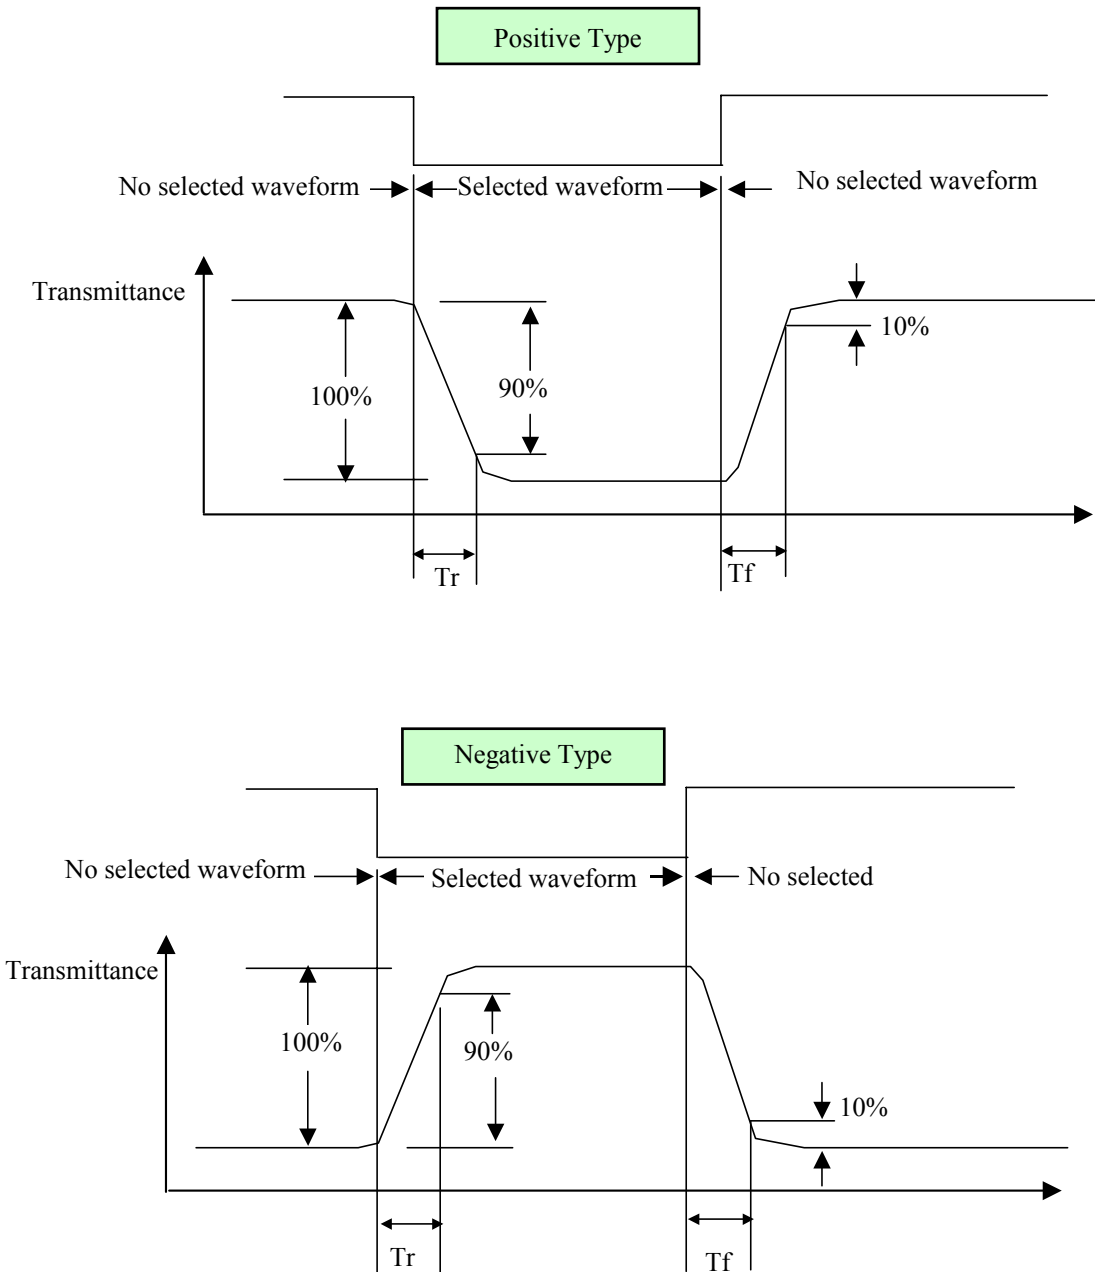 Positive Type
No selected waveform
Selected waveform
No selected waveform
Transmittance
10%
100%
90%
Tr
Tf
Negative Type
No selected waveform
Selected waveform
No selected
Transmittance
100%
90%
10%
Tr
Tf